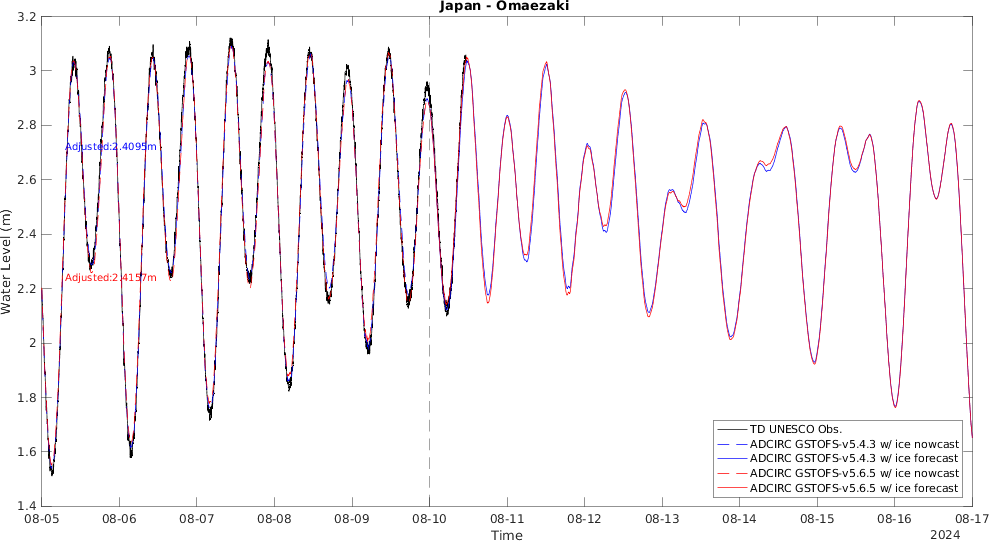 Japan - Omaezaki
3.2
3
2.8
2.6
2.4
2.2
2
1.8
1.6
1.4
Water Level (m)
Adjusted:2.4095m
Adjusted:2.4157m
TD UNESCO Obs.
ADCIRC GSTOFS-v5.4.3 w/ ice nowcast
ADCIRC GSTOFS-v5.4.3 w/ ice forecast
ADCIRC GSTOFS-v5.6.5 w/ ice nowcast
ADCIRC GSTOFS-v5.6.5 w/ ice forecast
08-05 08-06 08-07 08-08 08-09 08-10 08-11 08-12 08-13 08-14 08-15 08-16 08-17
Time
2024